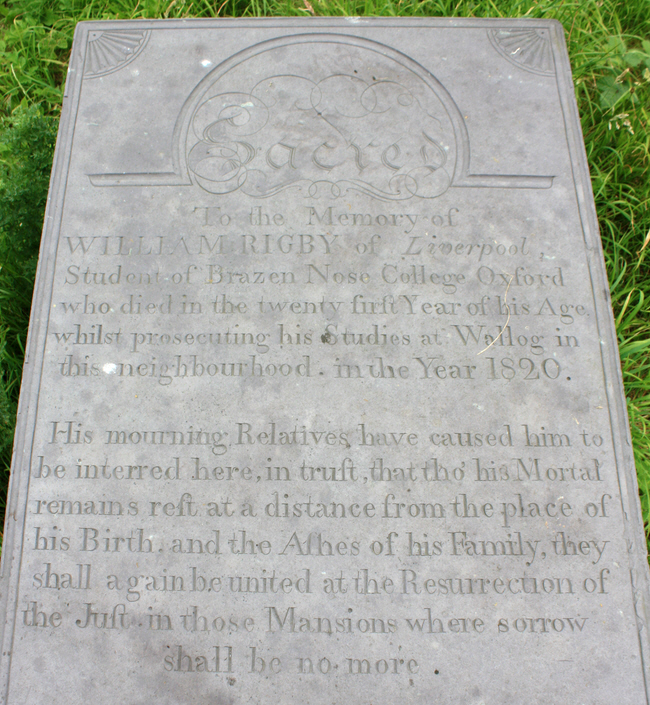 Sacred
To the Memory of
WILLIAM RIGBY of Liverpool,
Student of Brazen Nose College Oxford
who died in the twenty firſt Year of his Age,
whilst prosecuting his Studies at Wallog in
this neighbourhood. in the Year 1820.
His mourning Relatives have caused him to
be interred here, in truſt, that tho' his Mortal
remains reſt at a distance from the place of
his Birth, and the Aſhes of his Family, they
shall again be united at the Resurrection of
the Juſt in those Mansions where sorrow
shall be no more.